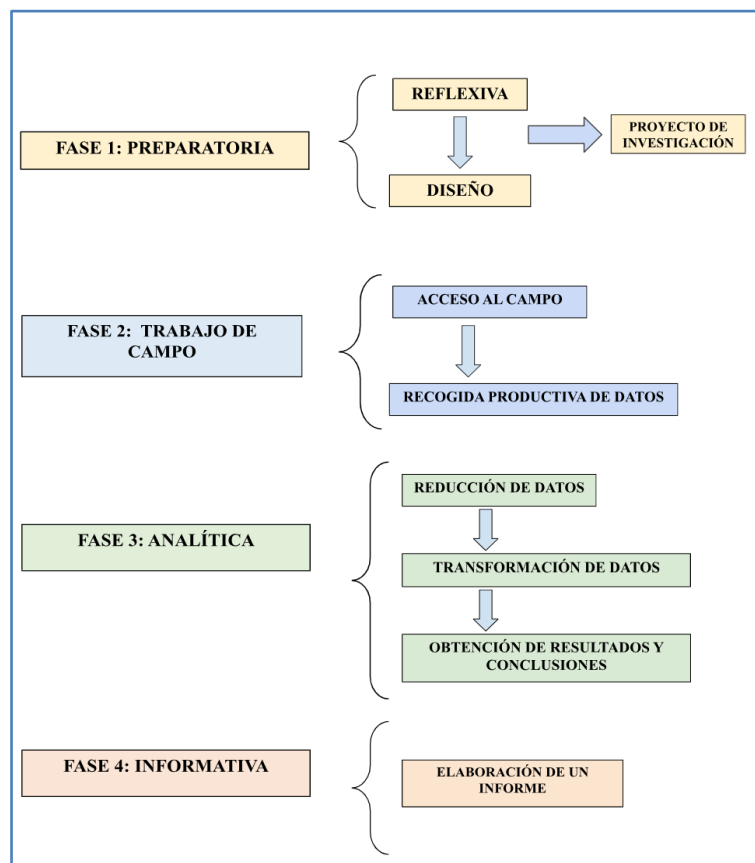 REFLEXIVA
PROYECTO DE
INVESTIGACIÓN
FASE 1: PREPARATORIA
DISEÑO
ACCESO AL CAMPO
FASE 2: TRABAJO DE
CAMPO
RECOGIDA PRODUCTIVA DE DATOS
REDUCCIÓN DE DATOS
FASE 3: ANALÍTICA
TRANSFORMACIÓN DE DATOS
OBTENCIÓN DE RESULTADOS Y
CONCLUSIONES
FASE 4: INFORMATIVA
ELABORACIÓN DE UN
INFORME